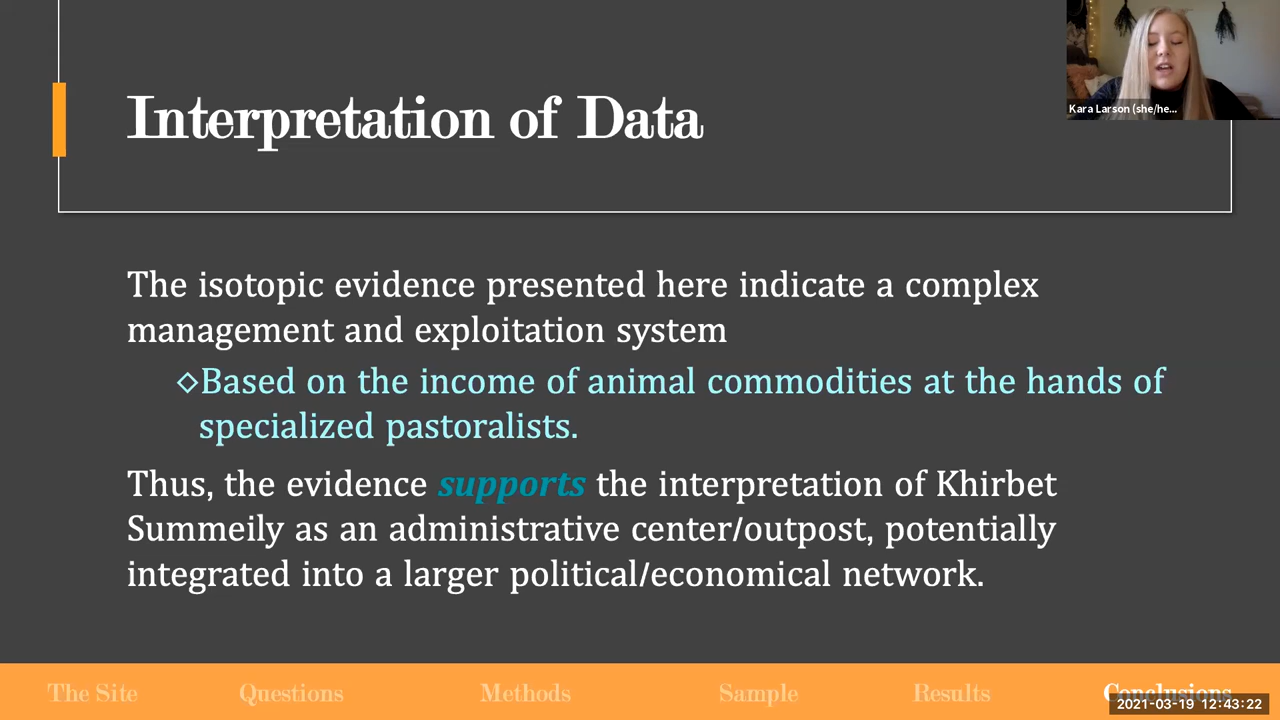 Interpretation of Data
Kara Larson (she/he...
The isotopic evidence presented here indicate a complex
management and exploitation system
◇Based on the income of animal commodities at the hands of
specialized pastoralists.
Thus, the evidence supports the interpretation of Khirbet
Summeily as an administrative center/outpost, potentially
integrated into a larger political/economical network.
The Site Questions Methods Sample Results Conclusions
2021-03-19 12:43:22